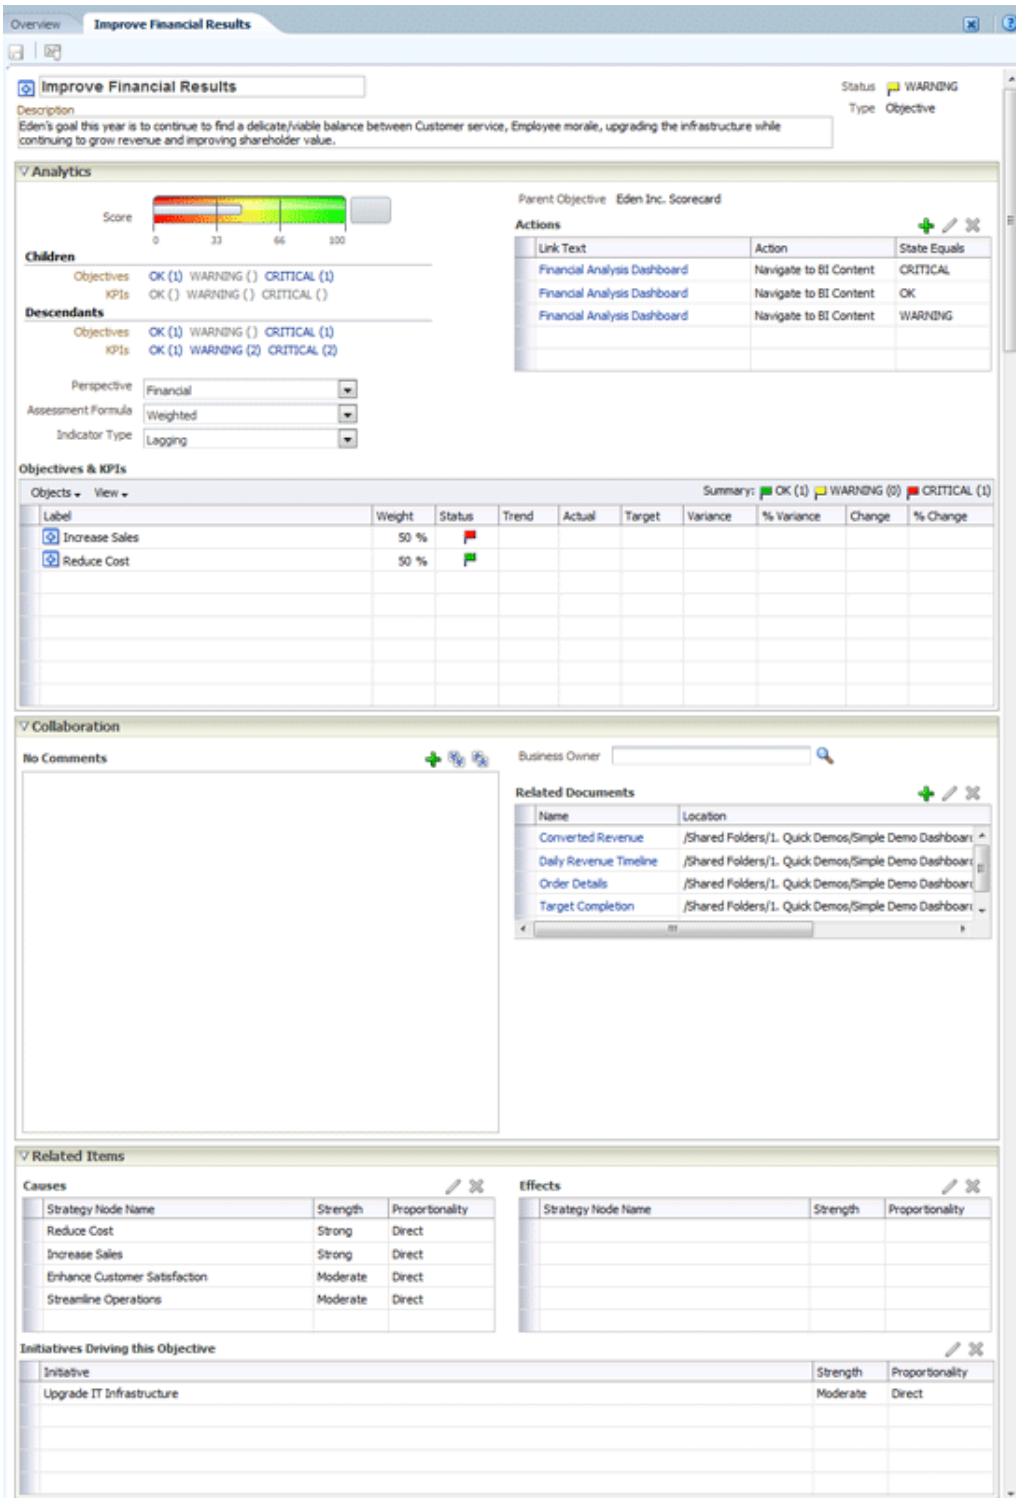 Overview Improve Financial Results
Improve Financial Results
Status WARNING
Type Objective
Description
Eden's goal this year is to continue to find a delicate/viable balance between Customer service, Employee morale, upgrading the infrastructure while
continuing to grow revenue and improving shareholder value.
Analytics
Score
0 33 66 100
Children
Objectives OK (1) WARNING ( ) CRITICAL (1)
KPIs OK ( ) WARNING ( ) CRITICAL ( )
Descendants
Objectives OK (1) WARNING ( ) CRITICAL (1)
KPIs OK (1) WARNING (2) CRITICAL (2)
Perspective Financial
Assessment Formula Weighted
Indicator Type Lagging
Parent Objective Eden Inc. Scorecard
Actions
Link Text Action State Equals
Financial Analysis Dashboard Navigate to BI Content CRITICAL
Financial Analysis Dashboard Navigate to BI Content OK
Financial Analysis Dashboard Navigate to BI Content WARNING
Objectives & KPIs
Objects View Summary: OK (1) WARNING (0) CRITICAL (1)
Label Weight Status Trend Actual Target Variance % Variance Change % Change
Increase Sales 50 %
Reduce Cost 50 %
Collaboration
No Comments
Business Owner
Related Documents
Name Location
Converted Revenue /Shared Folders/1. Quick Demos/Simple Demo Dashboar
Daily Revenue Timeline /Shared Folders/1. Quick Demos/Simple Demo Dashboar
Order Details /Shared Folders/1. Quick Demos/Simple Demo Dashboar
Target Completion /Shared Folders/1. Quick Demos/Simple Demo Dashboar
Related Items
Causes
Strategy Node Name Strength Proportionality
Reduce Cost Strong Direct
Increase Sales Strong Direct
Enhance Customer Satisfaction Moderate Direct
Streamline Operations Moderate Direct
Effects
Strategy Node Name Strength Proportionality
Initiatives Driving this Objective
Initiative Strength Proportionality
Upgrade IT Infrastructure Moderate Direct